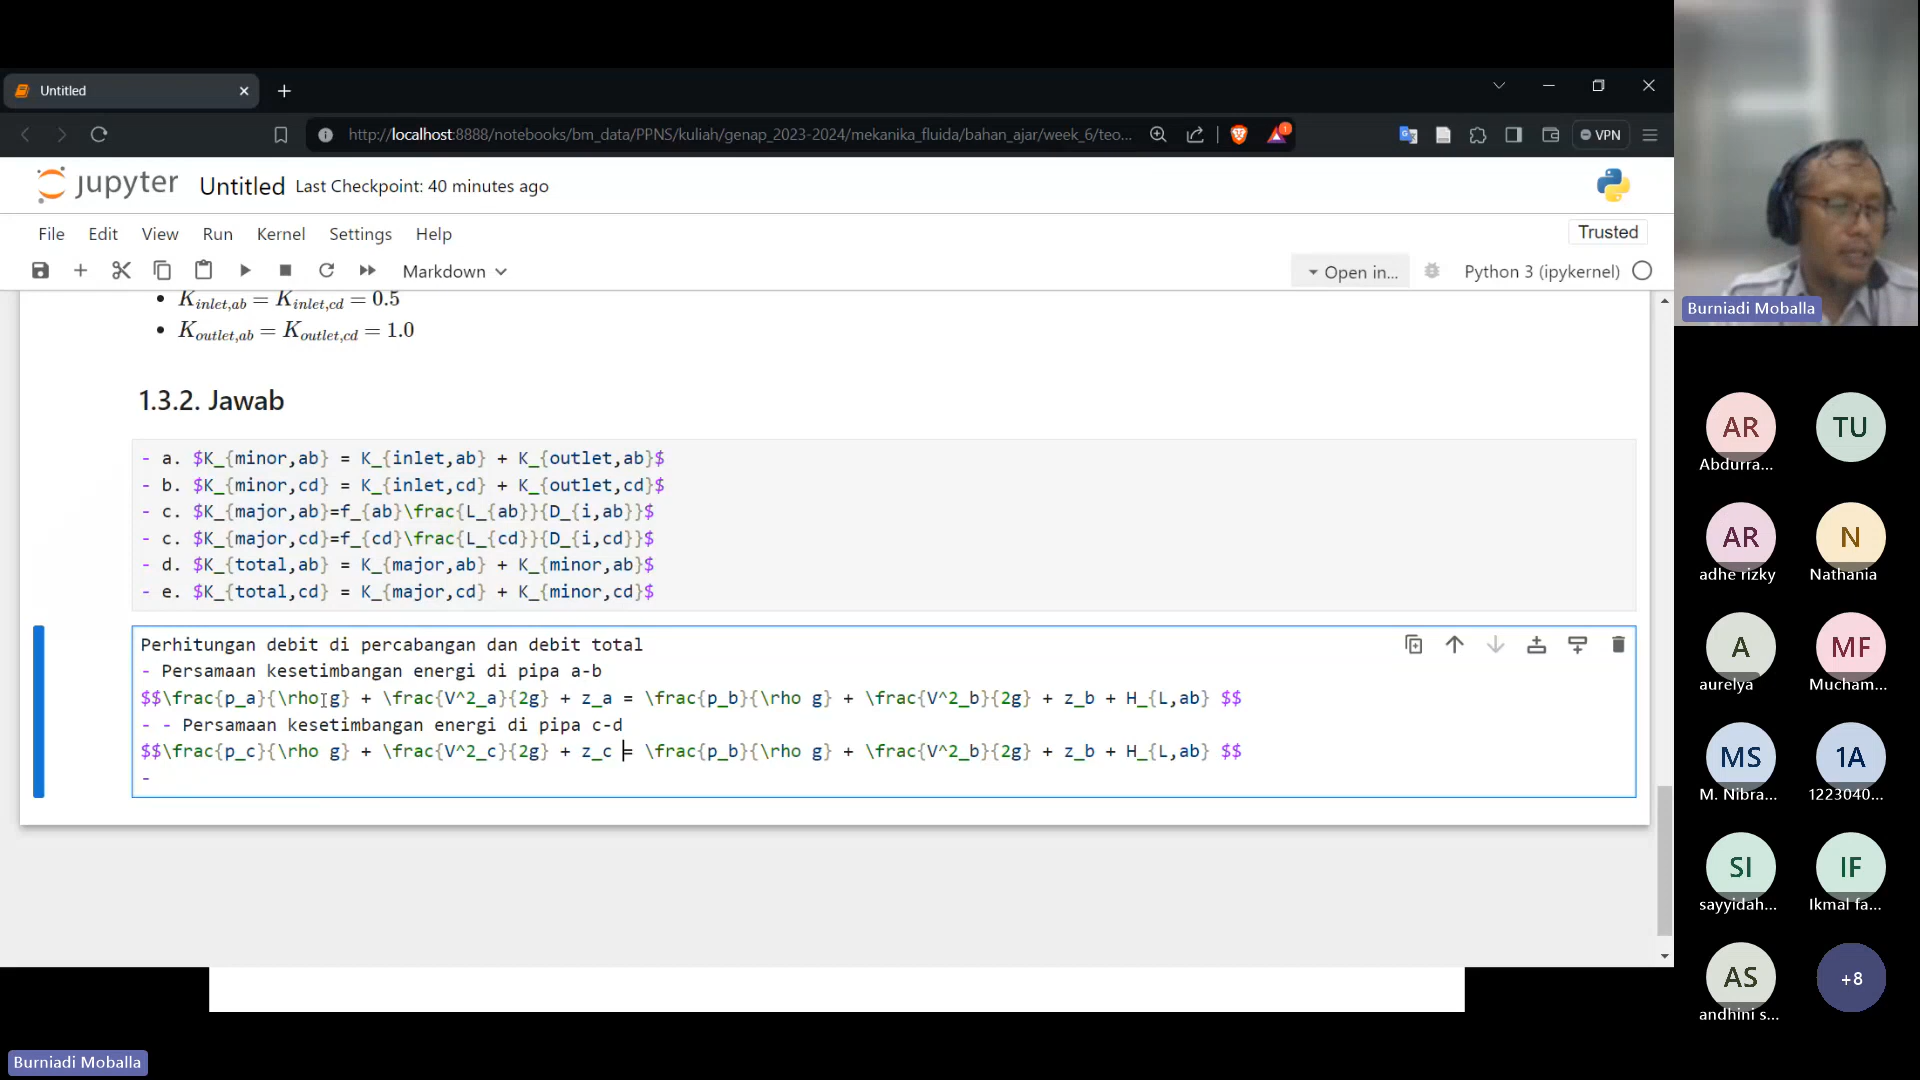 Untitled
http://localhost:8888/notebooks/bm_data/PPNS/kuliah/genap_2023-2024/mekanika_fluida/bahan_ajar/week_6/teo...
1
VPN
jupyter Untitled Last Checkpoint: 40 minutes ago
File Edit View Run Kernel Settings Help
Trusted
Markdown
Open in...
Python 3 (ipykernel)
• K_{inlet,ab} = K_{inlet,cd} = 0.5
• K_{outlet,ab} = K_{outlet,cd} = 1.0
1.3.2. Jawab
- a. $K_{minor,ab} = K_{inlet,ab} + K_{outlet,ab}$
- b. $K_{minor,cd} = K_{inlet,cd} + K_{outlet,cd}$
- c. $K_{major,ab}=f_{ab}\frac{L_{ab}}{D_{i,ab}}$
- c. $K_{major,cd}=f_{cd}\frac{L_{cd}}{D_{i,cd}}$
- d. $K_{total,ab} = K_{major,ab} + K_{minor,ab}$
- e. $K_{total,cd} = K_{major,cd} + K_{minor,cd}$
Perhitungan debit di percabangan dan debit total
- Persamaan kesetimbangan energi di pipa a-b
$$\frac{p_a}{\rho g} + \frac{V^2_a}{2g} + z_a = \frac{p_b}{\rho g} + \frac{V^2_b}{2g} + z_b + H_{L,ab} $$
- - Persamaan kesetimbangan energi di pipa c-d
$$\frac{p_c}{\rho g} + \frac{V^2_c}{2g} + z_c = \frac{p_b}{\rho g} + \frac{V^2_b}{2g} + z_b + H_{L,ab} $$
-
Burniadi Moballa
AR TU
Abdurra...
AR N
adhe rizky Nathania
A MF
aurelya Mucham...
MS 1A
M. Nibra... 1223040...
SI IF
sayyidah... Ikmal fa...
AS +8
andhini s...
Burniadi Moballa